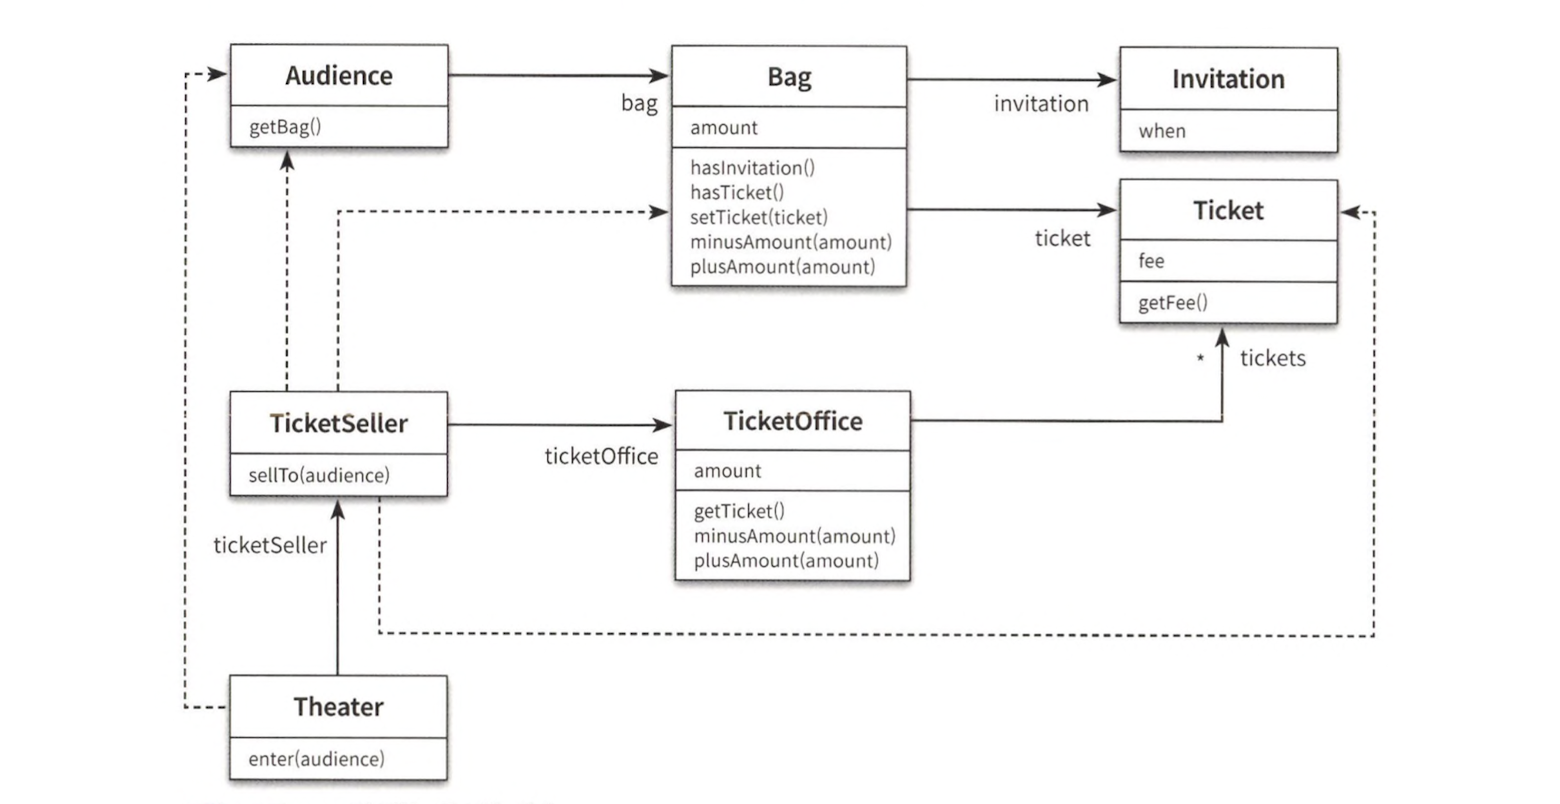 Audience
getBag()
bag
Bag
amount
hasInvitation()
hasTicket()
setTicket(ticket)
minusAmount(amount)
plusAmount(amount)
invitation
Invitation
when
ticket
Ticket
fee
getFee()
*
tickets
TicketSeller
sellTo(audience)
ticketOffice
TicketOffice
amount
getTicket()
minusAmount(amount)
plusAmount(amount)
ticketSeller
Theater
enter(audience)